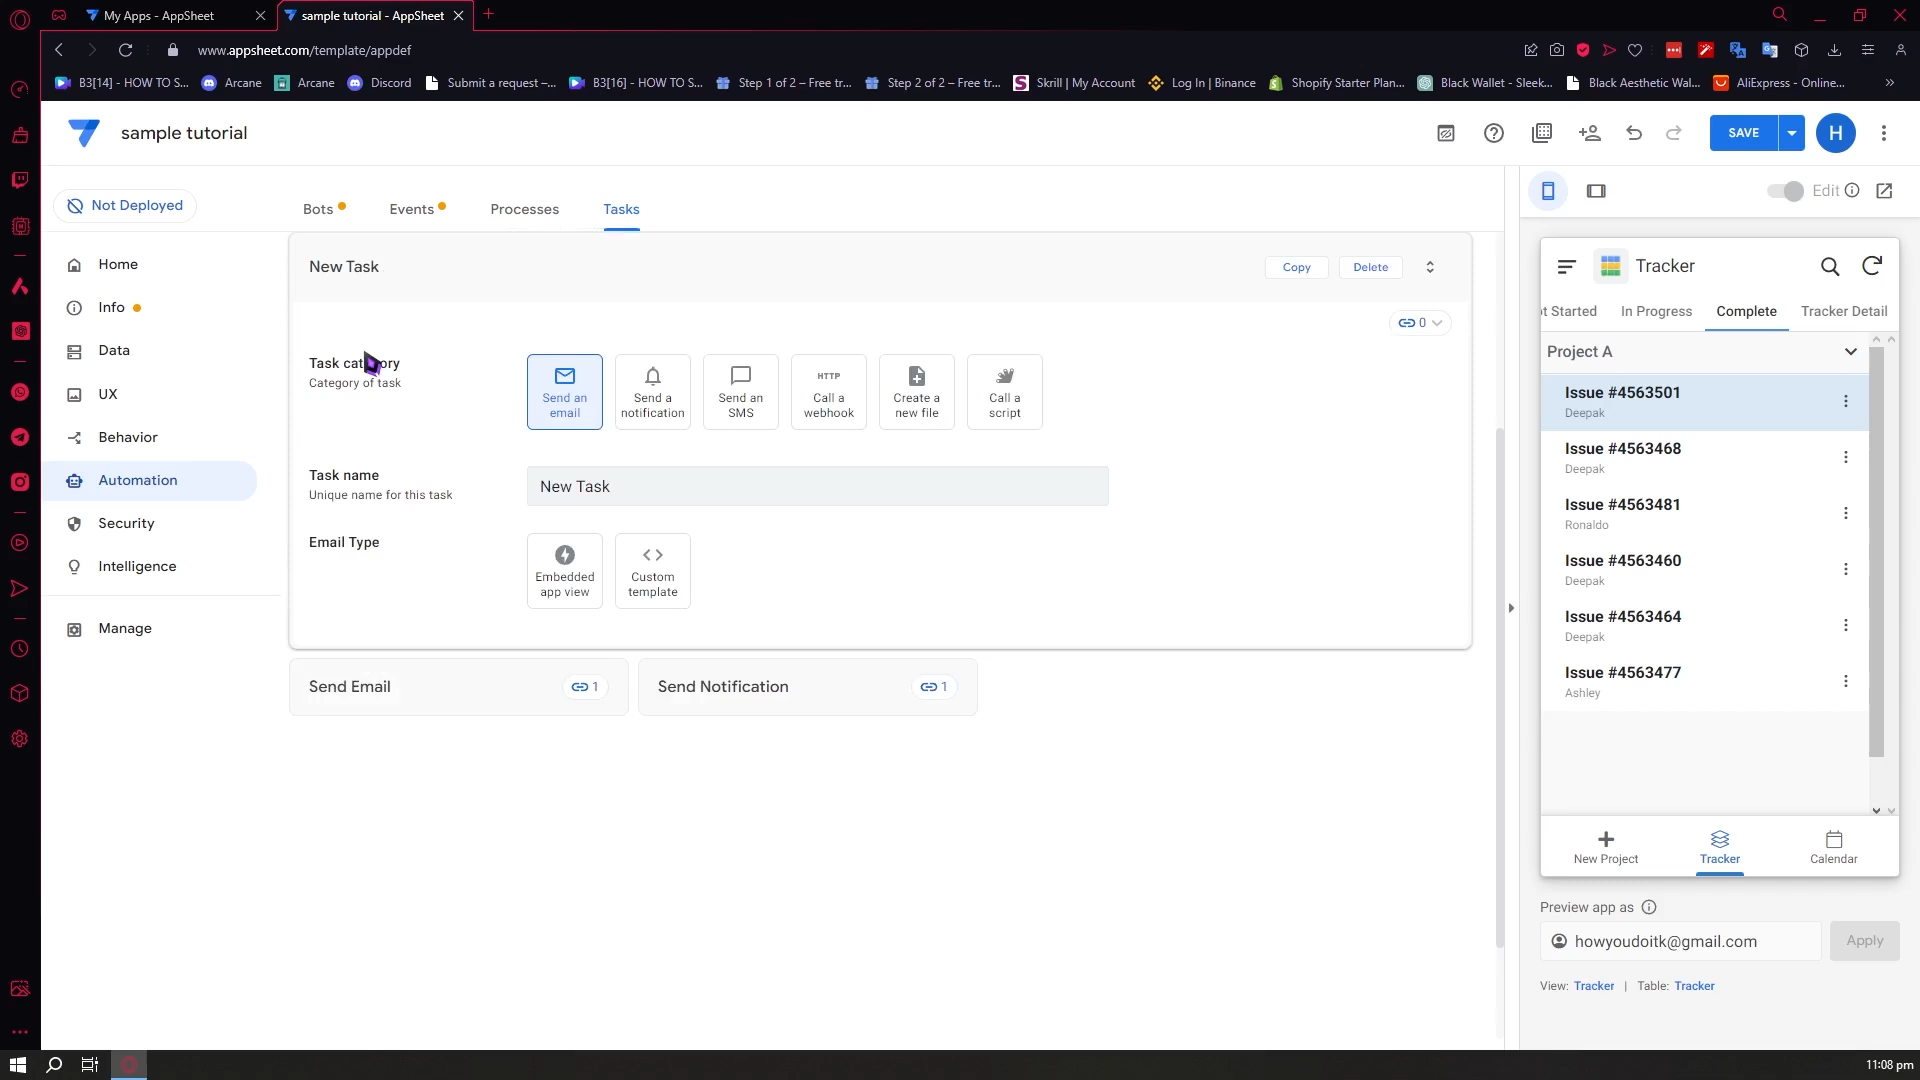 My Apps - AppSheet
sample tutorial - AppSheet
www.appsheet.com/template/appdef
B3[14] - HOW TO S...
Arcane
Arcane
Discord
Submit a request –...
B3[16] - HOW TO S...
Step 1 of 2 – Free tr...
Step 2 of 2 – Free tr...
Skrill | My Account
Log In | Binance
Shopify Starter Plan...
Black Wallet - Sleek...
Black Aesthetic Wal...
AliExpress - Online...
sample tutorial
SAVE
H
Not Deployed
Bots
Events
Processes
Tasks
Edit
Home
Info
Data
UX
Behavior
Automation
Security
Intelligence
Manage
New Task
Copy
Delete
0
Task category
Category of task
Send an
email
Send a
notification
Send an
SMS
HTTP
Call a
webhook
Create a
new file
Call a
script
Task name
Unique name for this task
New Task
Email Type
Embedded
app view
Custom
template
Send Email
1
Send Notification
1
Tracker
t Started
In Progress
Complete
Tracker Detail
Project A
Issue #4563501
Deepak
Issue #4563468
Deepak
Issue #4563481
Ronaldo
Issue #4563460
Deepak
Issue #4563464
Deepak
Issue #4563477
Ashley
New Project
Tracker
Calendar
Preview app as
howyoudoitk@gmail.com
Apply
View: Tracker | Table: Tracker
11:08 pm